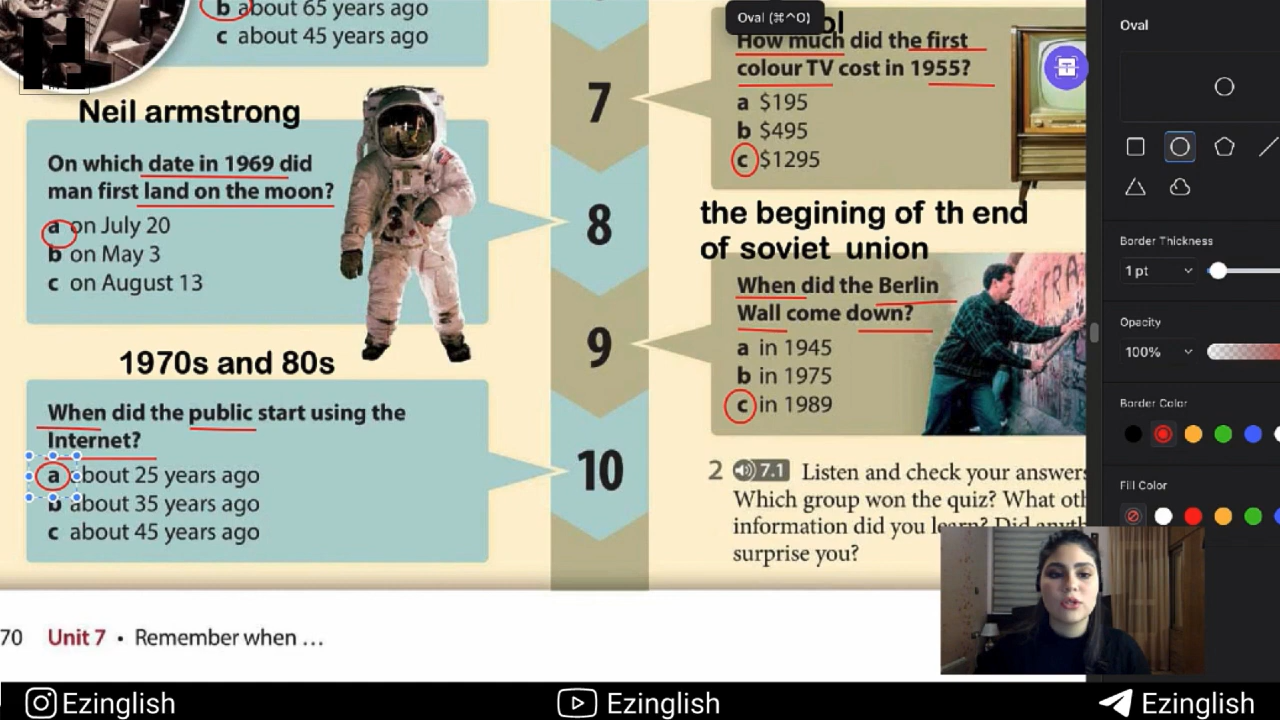 b about 65 years ago
c about 45 years ago
H
Neil armstrong
On which date in 1969 did
man first land on the moon?
a on July 20
b on May 3
c on August 13
1970s and 80s
When did the public start using the
Internet?
a about 25 years ago
b about 35 years ago
c about 45 years ago
7
8
9
10
Oval (⌘^O)
How much did the first
colour TV cost in 1955?
a $195
b $495
c $1295
the begining of th end
of soviet union
When did the Berlin
Wall come down?
a in 1945
b in 1975
c in 1989
2 7.1 Listen and check your answers
Which group won the quiz? What oth
information did you learn? Did anyth
surprise you?
70 Unit 7 • Remember when …
Oval
Border Thickness
1 pt
Opacity
100%
Border Color
Fill Color
Ezinglish
Ezinglish
Ezinglish